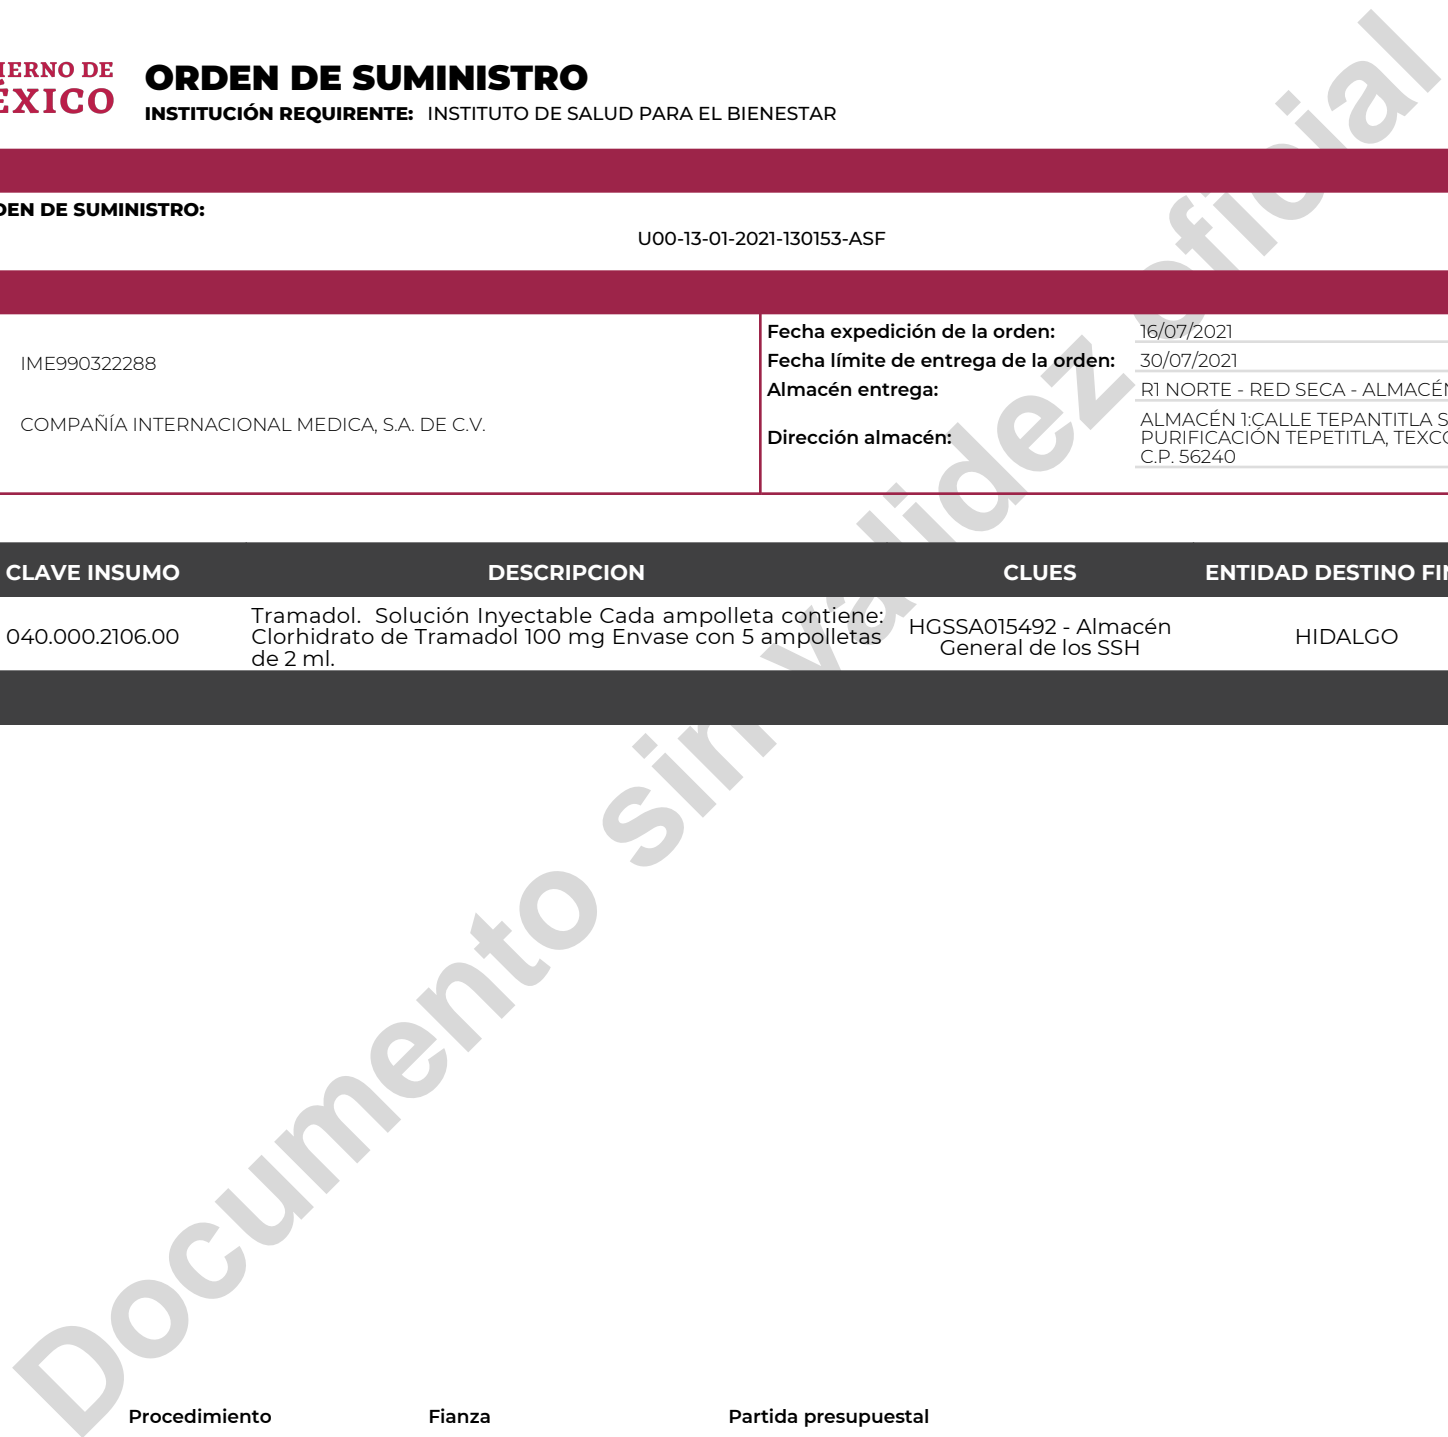 IERNO DE
ÉXICO
ORDEN DE SUMINISTRO
INSTITUCIÓN REQUIRENTE: INSTITUTO DE SALUD PARA EL BIENESTAR
DEN DE SUMINISTRO:
U00-13-01-2021-130153-ASF
IME990322288
COMPAÑÍA INTERNACIONAL MEDICA, S.A. DE C.V.
Fecha expedición de la orden: 16/07/2021
Fecha límite de entrega de la orden: 30/07/2021
Almacén entrega: R1 NORTE - RED SECA - ALMACÉN
Dirección almacén: ALMACÉN 1:CALLE TEPANTITLA S
PURIFICACIÓN TEPETITLA, TEXCO
C.P. 56240
CLAVE INSUMO DESCRIPCION CLUES ENTIDAD DESTINO FIN
040.000.2106.00
Tramadol. Solución Inyectable Cada ampolleta contiene:
Clorhidrato de Tramadol 100 mg Envase con 5 ampolletas
de 2 ml.
HGSSA015492 - Almacén
General de los SSH
HIDALGO
Documento sin validez oficial
Procedimiento Fianza Partida presupuestal